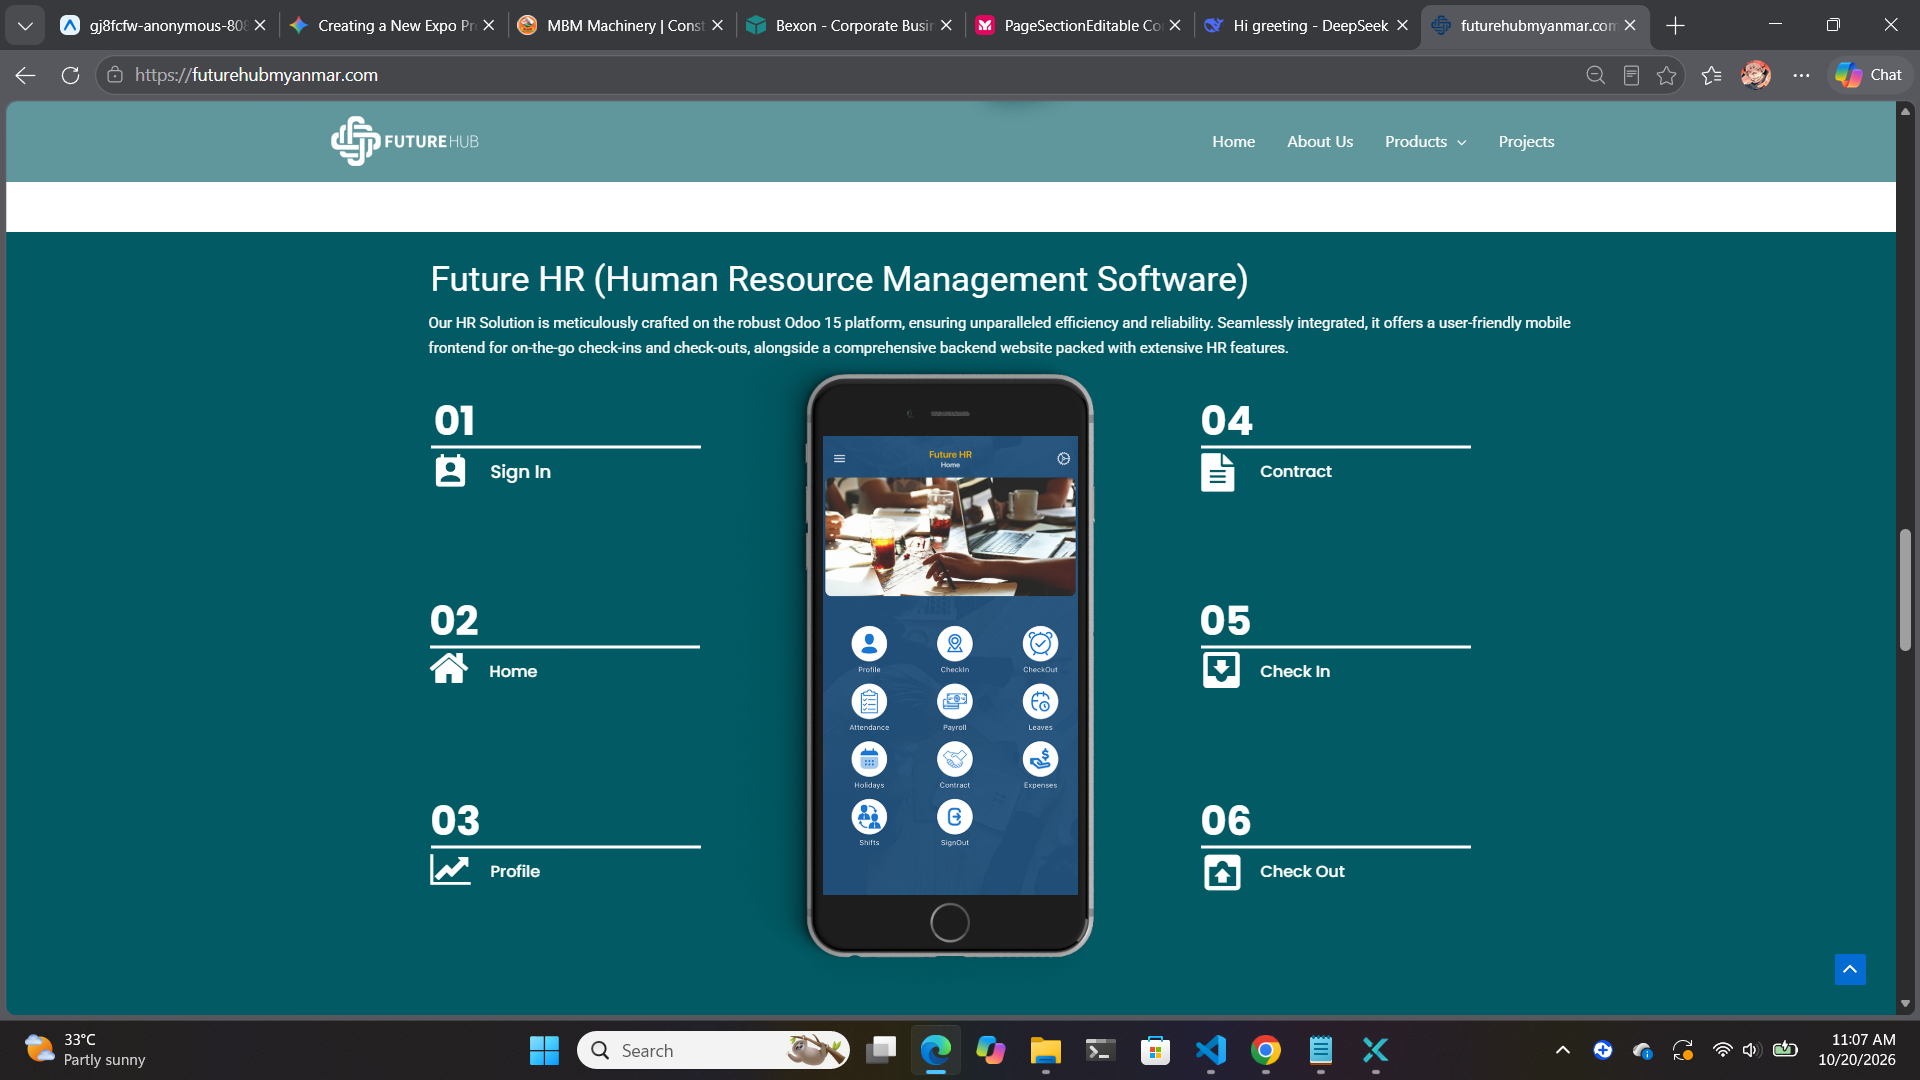 gj8fcfw-anonymous-808
Creating a New Expo Pr
MBM Machinery | Const
Bexon - Corporate Busin
PageSectionEditable Co
Hi greeting - DeepSeek
futurehubmyanmar.com
https://futurehubmyanmar.com
Chat
FUTURE HUB
Home
About Us
Products
Projects
Future HR (Human Resource Management Software)
Our HR Solution is meticulously crafted on the robust Odoo 15 platform, ensuring unparalleled efficiency and reliability. Seamlessly integrated, it offers a user-friendly mobile
frontend for on-the-go check-ins and check-outs, alongside a comprehensive backend website packed with extensive HR features.
01
Sign In
02
Home
03
Profile
Future HR
Home
Profile
CheckIn
CheckOut
Attendance
Payroll
Leaves
Holidays
Contract
Expenses
Shifts
SignOut
04
Contract
05
Check In
06
Check Out
33°C
Partly sunny
Search
11:07 AM
10/20/2026